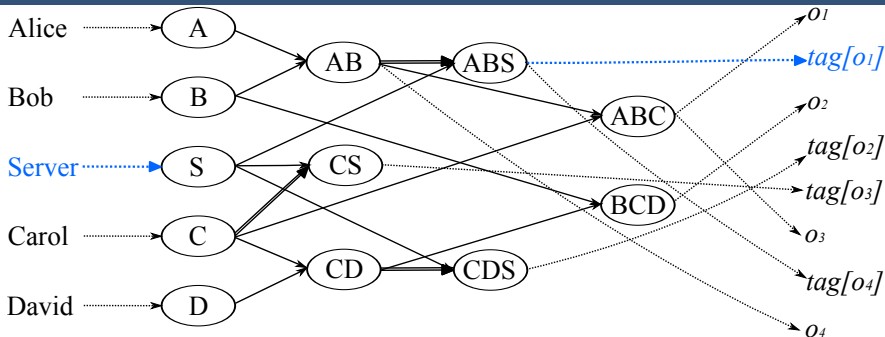 Alice
A
o1
AB
ABS
tag[o1]
Bob
B
ABC
o2
Server
S
CS
tag[o2]
tag[o3]
BCD
Carol
C
o3
CD
CDS
tag[o4]
David
D
o4